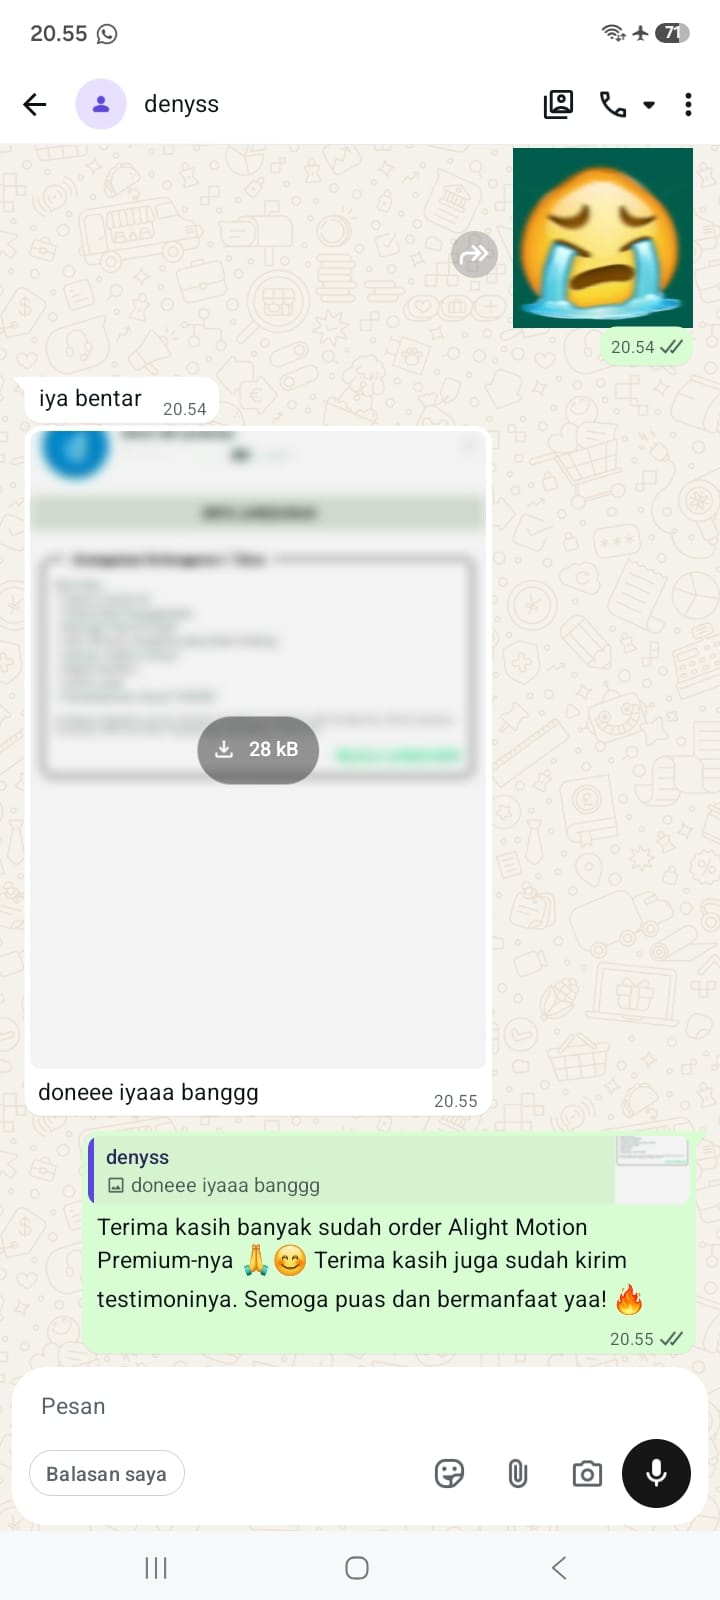 20.55
71
denyss
20.54
iya bentar
20.54
28 kB
doneee iyaaa banggg
20.55
denyss
doneee iyaaa banggg
Terima kasih banyak sudah order Alight Motion
Premium-nya 🙏😊 Terima kasih juga sudah kirim
testimoninya. Semoga puas dan bermanfaat yaa! 🔥
20.55
Pesan
Balasan saya